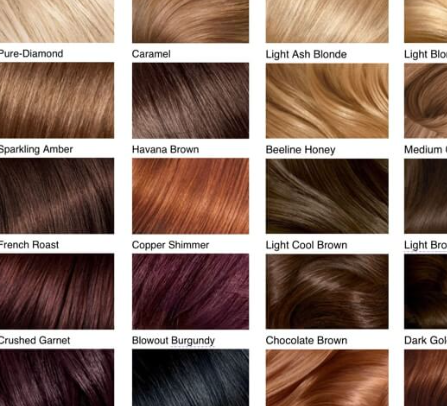 Pure-Diamond Caramel Light Ash Blonde Light
Sparkling Amber Havana Brown Beeline Honey Medium
French Roast Copper Shimmer Light Cool Brown Light
Crushed Garnet Blowout Burgundy Chocolate Brown Dark